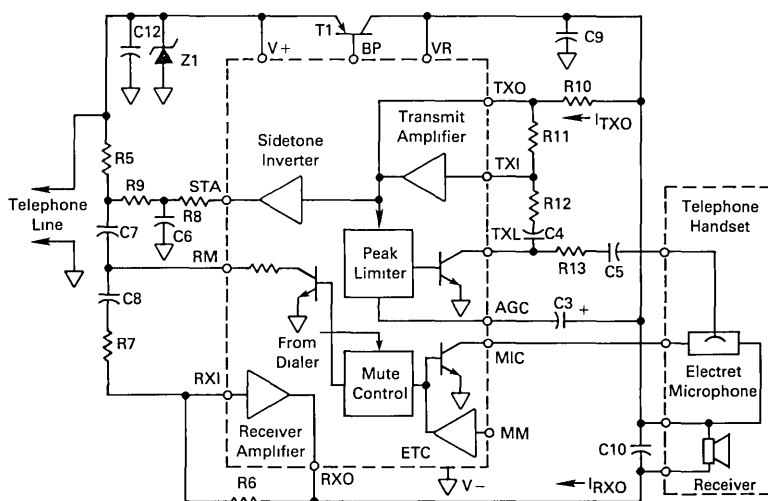 C12
Z1
T1
V+
BP
VR
C9
TXO
R10
ITXO
Transmit
Amplifier
R11
Sidetone
Inverter
TXI
R5
R9
STA
R8
C6
R12
C4
Telephone
Line
C7
Telephone
Handset
Peak
Limiter
TXL
R13
C5
RM
C8
AGC
C3
+
From
Dialer
MIC
R7
Mute
Control
Electret
Microphone
RXI
MM
C10
Receiver
Amplifier
ETC
RXO
V-
IRXO
Receiver
R6